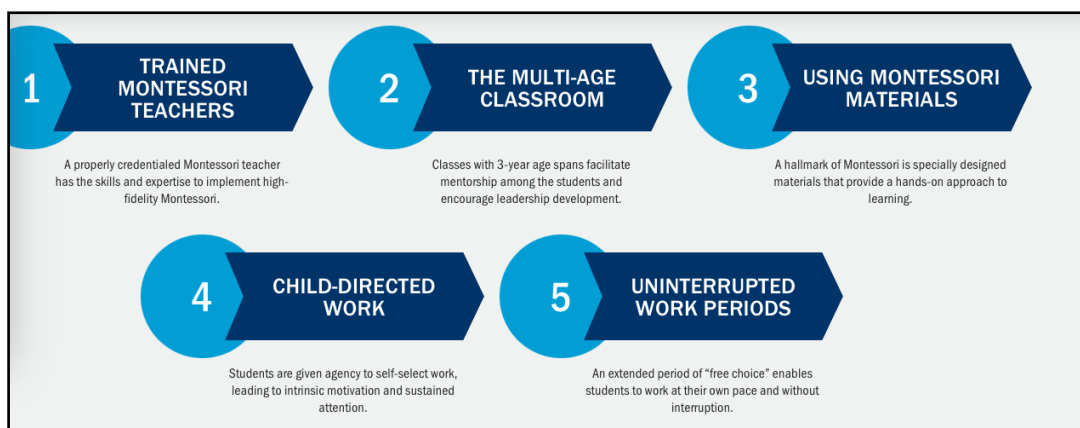 1
TRAINED
MONTESSORI
TEACHERS
A properly credentialed Montessori teacher
has the skills and expertise to implement high-
fidelity Montessori.
2
THE MULTI-AGE
CLASSROOM
Classes with 3-year age spans facilitate
mentorship among the students and
encourage leadership development.
3
USING MONTESSORI
MATERIALS
A hallmark of Montessori is specially designed
materials that provide a hands-on approach to
learning.
4
CHILD-DIRECTED
WORK
Students are given agency to self-select work,
leading to intrinsic motivation and sustained
attention.
5
UNINTERRUPTED
WORK PERIODS
An extended period of “free choice” enables
students to work at their own pace and without
interruption.